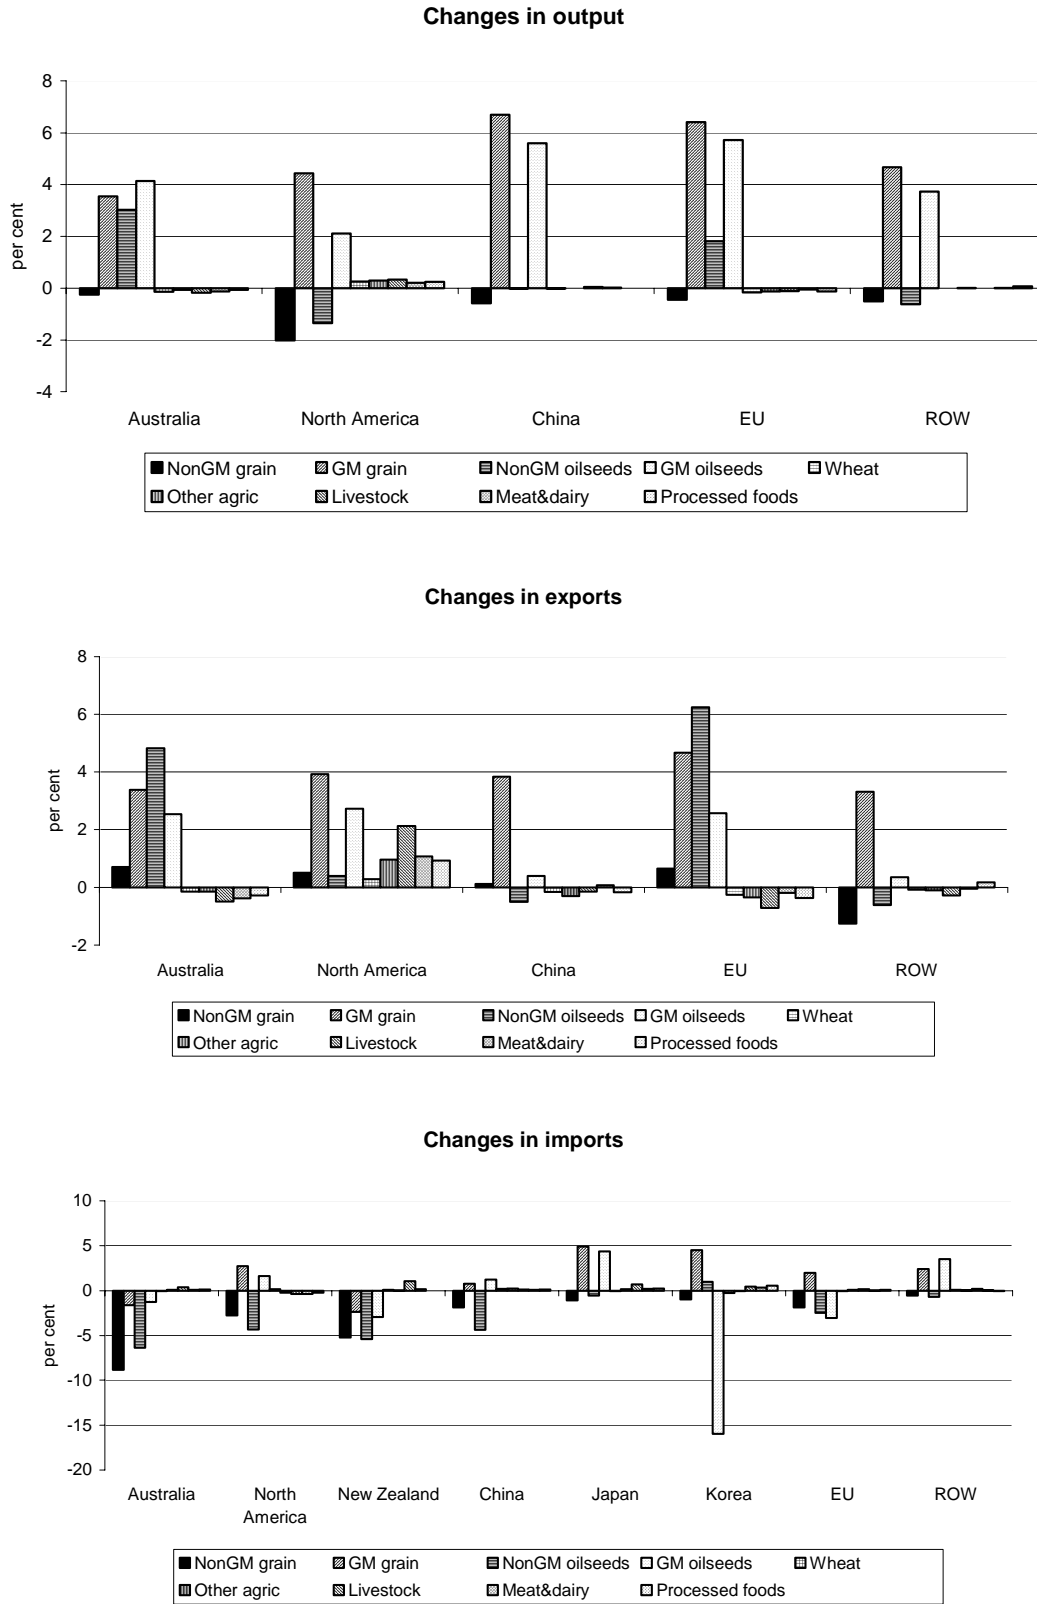 Changes in output
8
6
4
2
0
-2
-4
per cent
Australia North America China EU ROW
NonGM grain GM grain NonGM oilseeds GM oilseeds Wheat
Other agric Livestock Meat&dairy Processed foods
Changes in exports
8
6
4
2
0
-2
per cent
Australia North America China EU ROW
NonGM grain GM grain NonGM oilseeds GM oilseeds Wheat
Other agric Livestock Meat&dairy Processed foods
Changes in imports
10
5
0
-5
-10
-15
-20
per cent
Australia North America New Zealand China Japan Korea EU ROW
NonGM grain GM grain NonGM oilseeds GM oilseeds Wheat
Other agric Livestock Meat&dairy Processed foods